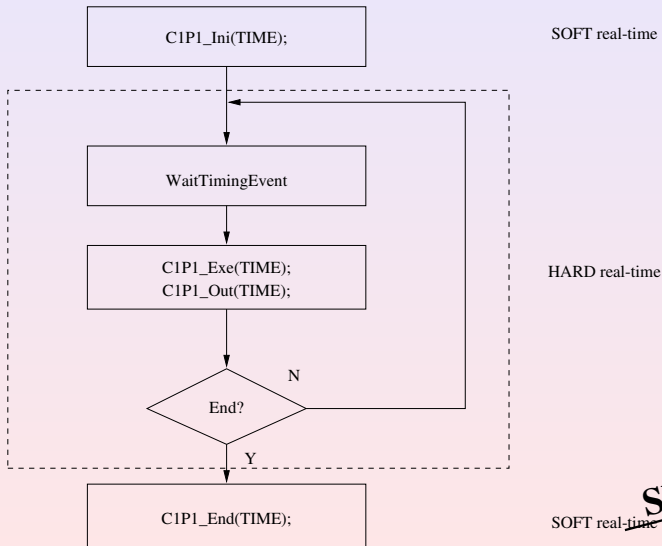 C1P1_Ini(TIME);
SOFT real-time
WaitTimingEvent
C1P1_Exe(TIME);
C1P1_Out(TIME);
HARD real-time
N
End?
Y
C1P1_End(TIME);
SOFT real-time